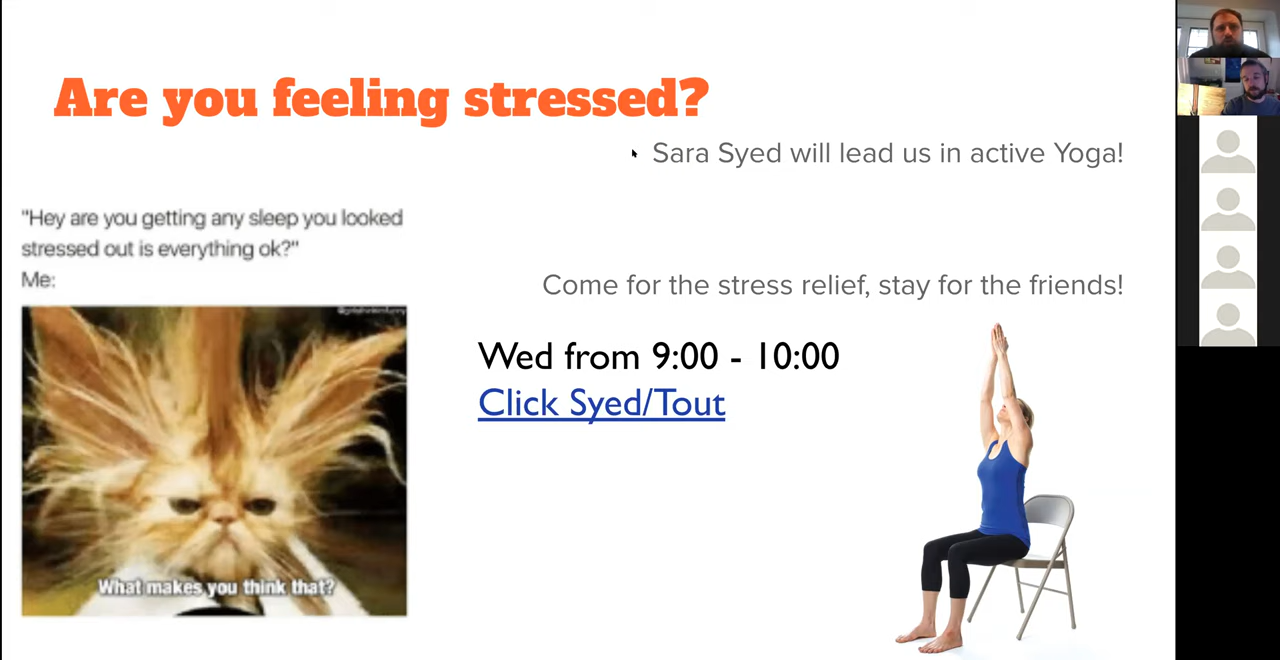 Are you feeling stressed?
Sara Syed will lead us in active Yoga!
"Hey are you getting any sleep you looked
stressed out is everything ok?"
Me:
Come for the stress relief, stay for the friends!
Wed from 9:00 - 10:00
Click Syed/Tout
What makes you think that?